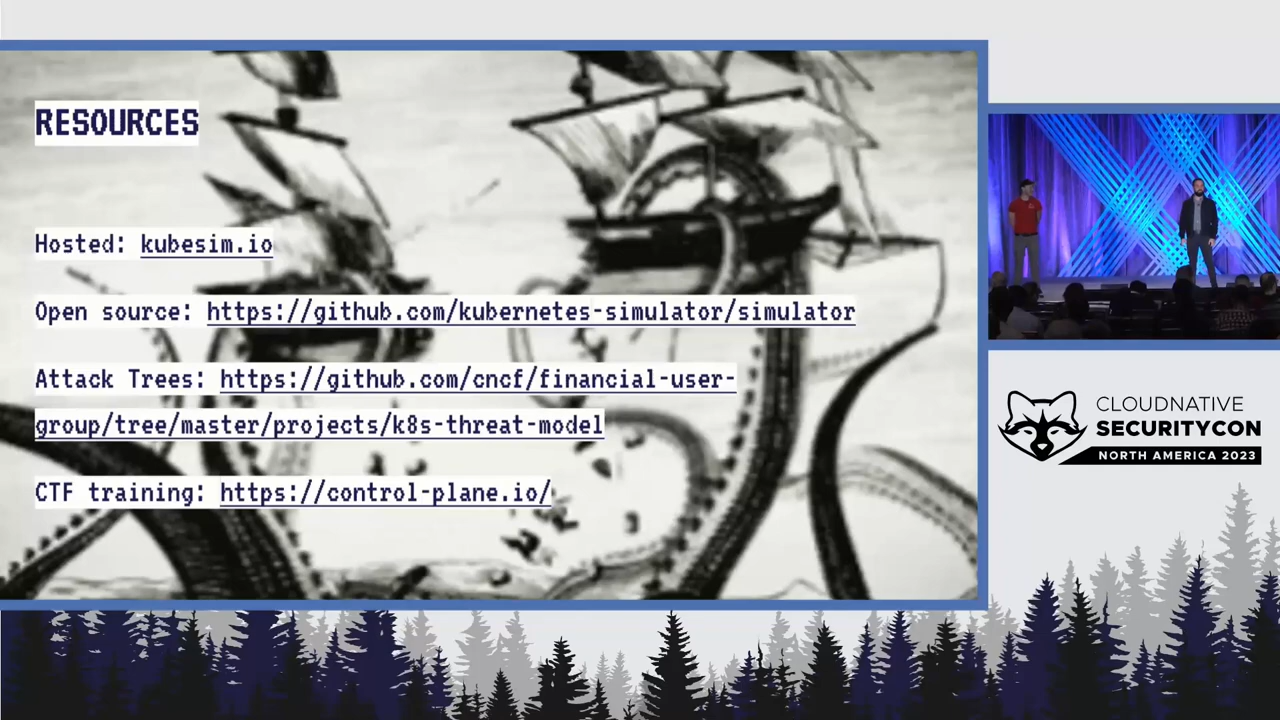 RESOURCES
Hosted: kubesim.io
Open source: https://github.com/kubernetes-simulator/simulator
Attack Trees: https://github.com/cncf/financial-user-
group/tree/master/projects/k8s-threat-model
CTF training: https://control-plane.io/
CLOUDNATIVE
SECURITYCON
NORTH AMERICA 2023